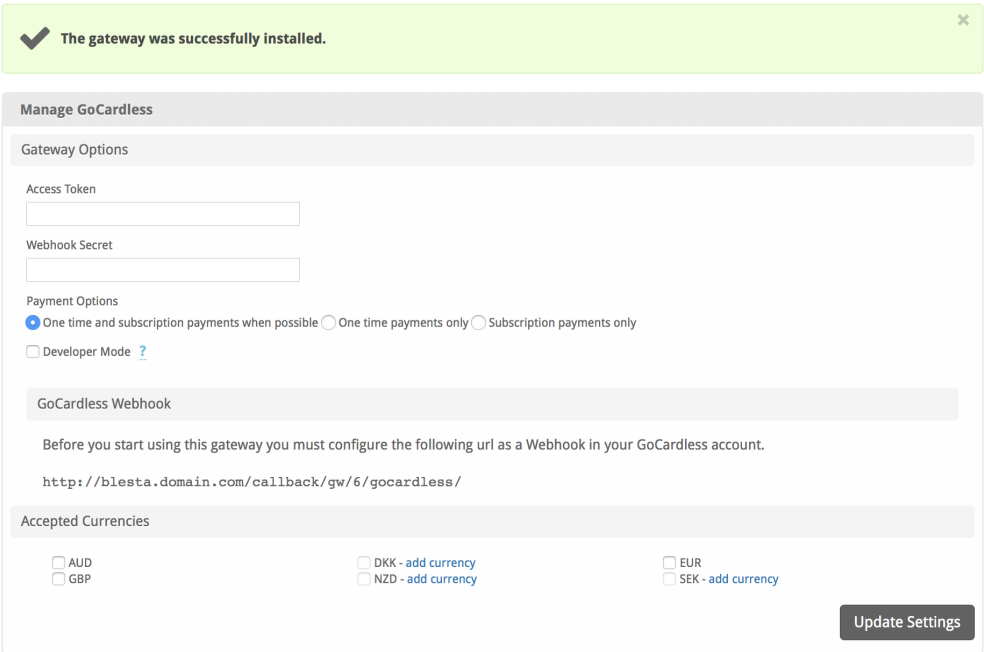 The gateway was successfully installed.
Manage GoCardless
Gateway Options
Access Token
Webhook Secret
Payment Options
One time and subscription payments when possible One time payments only Subscription payments only
Developer Mode ?
GoCardless Webhook
Before you start using this gateway you must configure the following url as a Webhook in your GoCardless account.
http://blesta.domain.com/callback/gw/6/gocardless/
Accepted Currencies
AUD DKK - add currency EUR
GBP NZD - add currency SEK - add currency
Update Settings